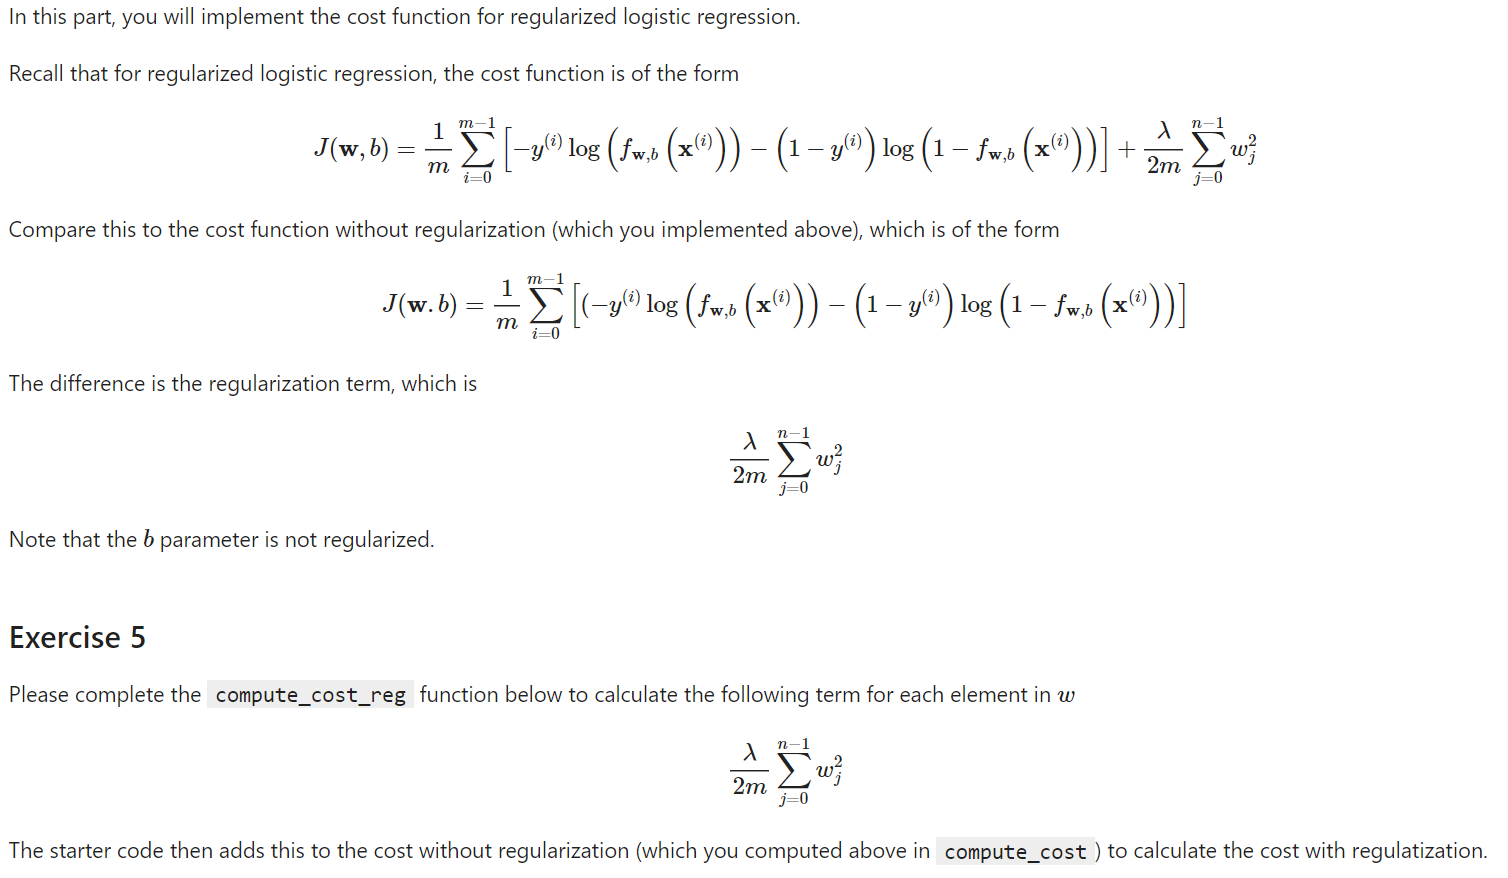 In this part, you will implement the cost function for regularized logistic regression.
Recall that for regularized logistic regression, the cost function is of the form
$$J(\mathbf{w},b) = \frac{1}{m} \sum_{i=0}^{m-1} \left[ -y^{(i)} \log\left(f_{\mathbf{w},b}\left( \mathbf{x}^{(i)} \right) \right) - \left( 1 - y^{(i)}\right) \log \left( 1 - f_{\mathbf{w},b}\left( \mathbf{x}^{(i)} \right) \right) \right] + \frac{\lambda}{2m} \sum_{j=0}^{n-1} w_j^2$$
Compare this to the cost function without regularization (which you implemented above), which is of the form
$$J(\mathbf{w}.b) = \frac{1}{m}\sum_{i=0}^{m-1} \left[ (-y^{(i)} \log\left(f_{\mathbf{w},b}\left( \mathbf{x}^{(i)} \right) \right) - \left( 1 - y^{(i)}\right) \log \left( 1 - f_{\mathbf{w},b}\left( \mathbf{x}^{(i)} \right) \right)\right]$$
The difference is the regularization term, which is
$$\frac{\lambda}{2m} \sum_{j=0}^{n-1} w_j^2$$
Note that the $b$ parameter is not regularized.
Exercise 5
Please complete the compute_cost_reg function below to calculate the following term for each element in $w$
$$\frac{\lambda}{2m} \sum_{j=0}^{n-1} w_j^2$$
The starter code then adds this to the cost without regularization (which you computed above in compute_cost ) to calculate the cost with regulatization.